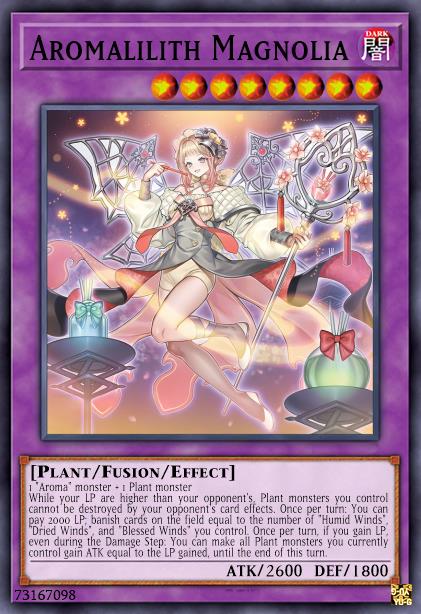 AROMALILITH MAGNOLIA
DARK
闇
[PLANT/FUSION/EFFECT]
1 "Aroma" monster + 1 Plant monster
While your LP are higher than your opponent's, Plant monsters you control
cannot be destroyed by your opponent's card effects. Once per turn: You can
pay 2000 LP; banish cards on the field equal to the number of "Humid Winds",
"Dried Winds", and "Blessed Winds" you control. Once per turn, if you gain LP,
even during the Damage Step: You can make all Plant monsters you currently
control gain ATK equal to the LP gained, until the end of this turn.
ATK/2600 DEF/1800
73167098